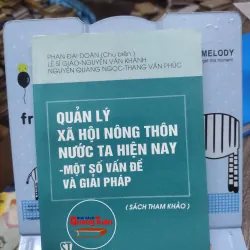 PHAN ĐẠI DOÃN (Chủ biên)
LÊ SĨ GIÁO-NGUYỄN VĂN KHÁNH
NGUYỄN QUANG NGỌC-THANG VĂN PHÚC
QUẢN LÝ
XÃ HỘI NÔNG THÔN
NƯỚC TA HIỆN NAY
-MỘT SỐ VẤN ĐỀ
VÀ GIẢI PHÁP
( SÁCH THAM KHẢO )
MELODY